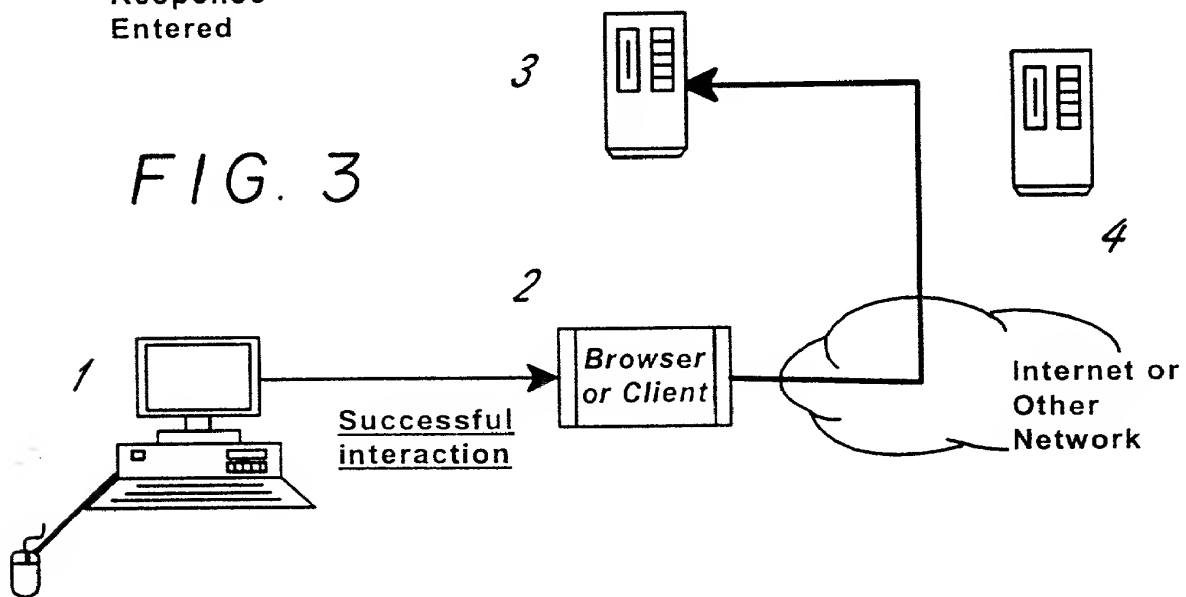 Entered
3
FIG. 3
4
2
1
Browser
or Client
Successful
interaction
Internet or
Other
Network